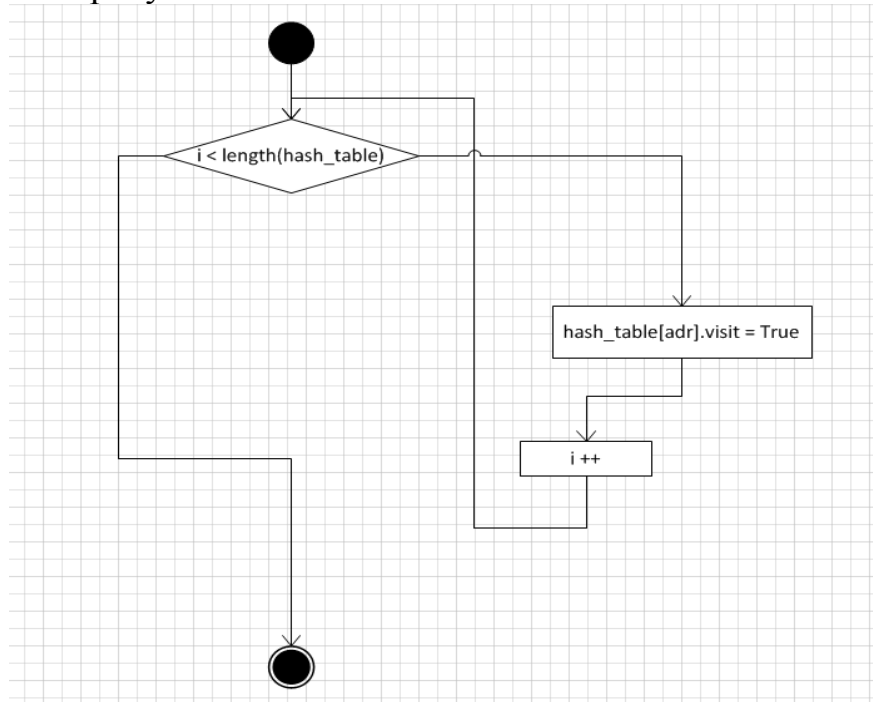 i < length(hash_table)
hash_table[adr].visit = True
i ++